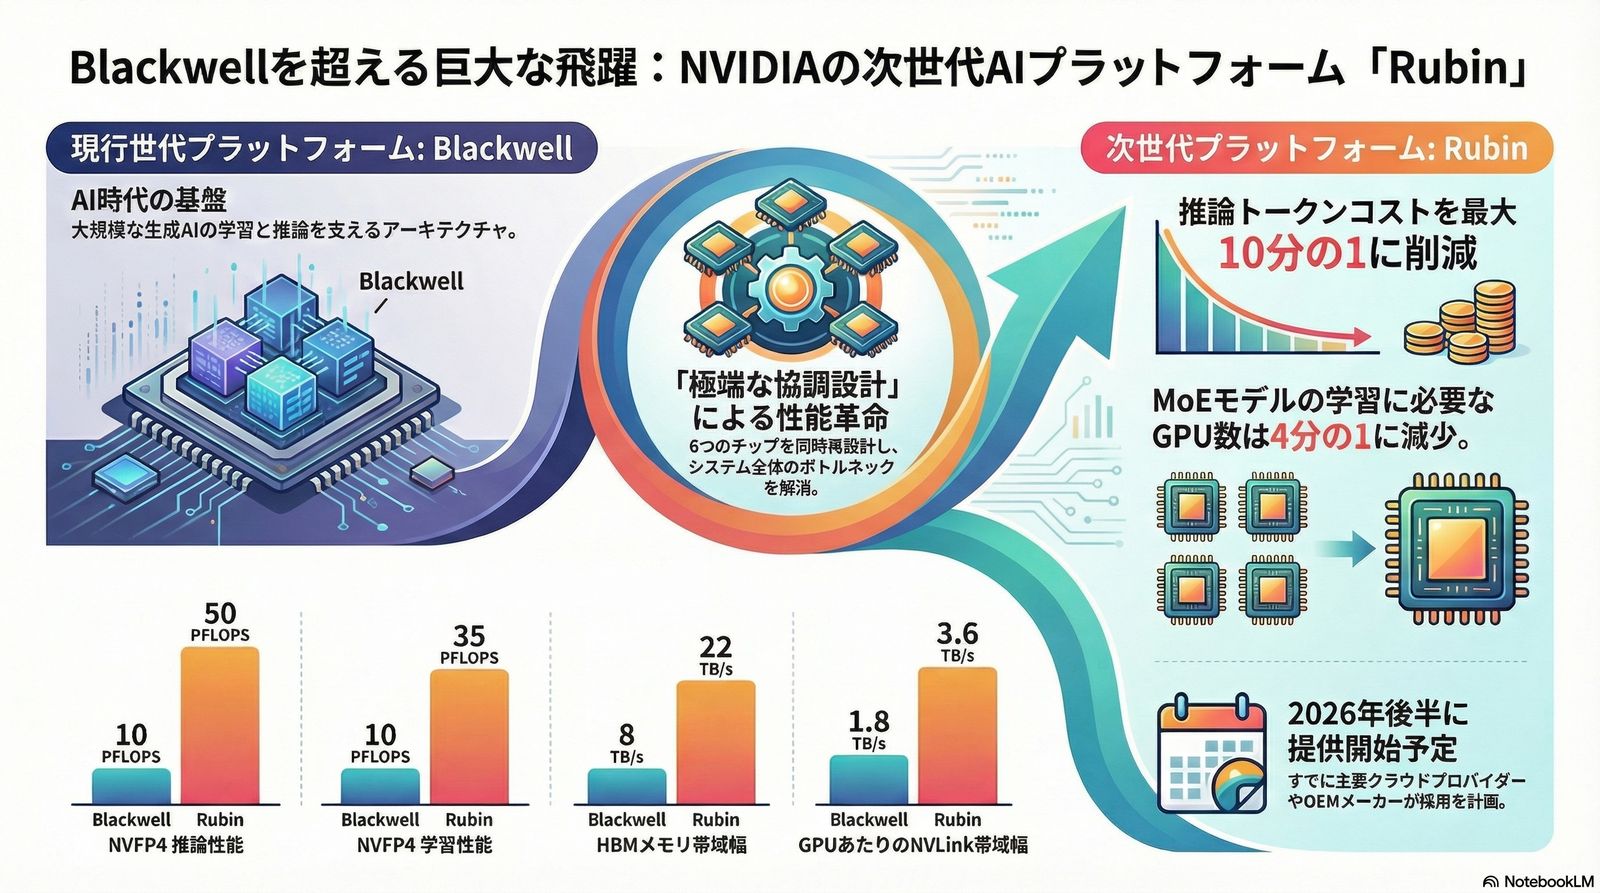 Blackwellを超える巨大な飛躍：NVIDIAの次世代AIプラットフォーム「Rubin」
現行世代プラットフォーム: Blackwell
AI時代の基盤
大規模な生成AIの学習と推論を支えるアーキテクチャ。
Blackwell
「極端な協調設計」
による性能革命
6つのチップを同時再設計し、
システム全体のボトルネック
を解消。
次世代プラットフォーム: Rubin
推論トークンコストを最大
10分の1に削減
MoEモデルの学習に必要な
GPU数は4分の1に減少。
2026年後半に
提供開始予定
すでに主要クラウドプロバイダー
やOEMメーカーが採用を計画。
10
PFLOPS
50
PFLOPS
Blackwell
Rubin
NVFP4 推論性能
10
PFLOPS
35
PFLOPS
Blackwell
Rubin
NVFP4 学習性能
8
TB/s
22
TB/s
Blackwell
Rubin
HBMメモリ帯域幅
1.8
TB/s
3.6
TB/s
Blackwell
Rubin
GPUあたりのNVLink帯域幅
NotebookLM